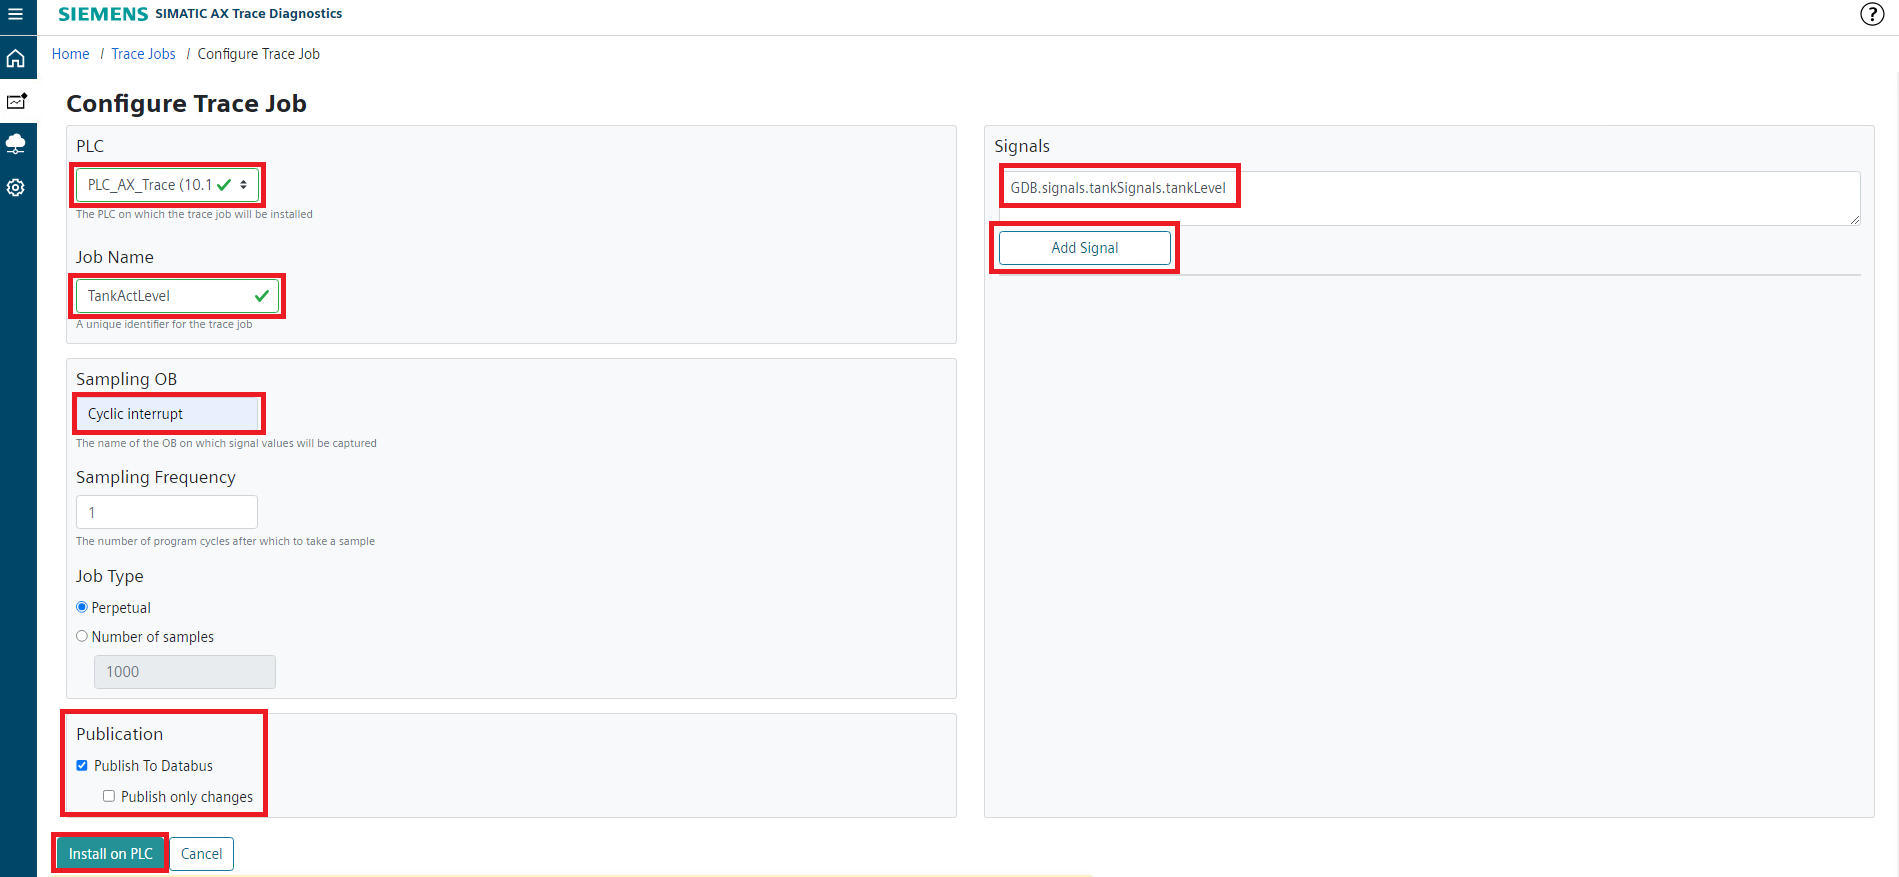 SIEMENS SIMATIC AX Trace Diagnostics
?
Home / Trace Jobs / Configure Trace Job
Configure Trace Job
PLC
PLC_AX_Trace (10.1
The PLC on which the trace job will be installed
Job Name
TankActLevel
A unique identifier for the trace job
Sampling OB
Cyclic interrupt
The name of the OB on which signal values will be captured
Sampling Frequency
1
The number of program cycles after which to take a sample
Job Type
Perpetual
Number of samples
1000
Publication
Publish To Databus
Publish only changes
Install on PLC
Cancel
Signals
GDB.signals.tankSignals.tankLevel
Add Signal